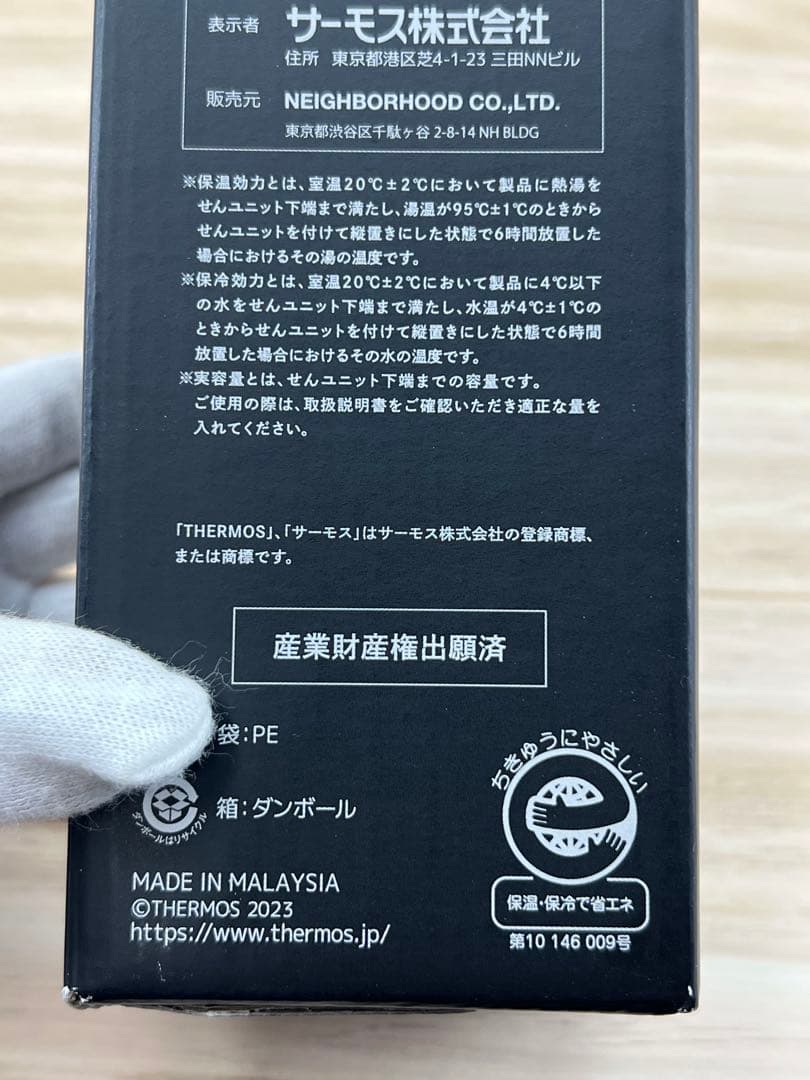 表示者 サーモス株式会社
住所 東京都港区芝4-1-23 三田NNビル
販売元 NEIGHBORHOOD CO.,LTD.
東京都渋谷区千駄ヶ谷 2-8-14 NH BLDG
※保温効力とは、室温20℃±2℃において製品に熱湯を
せんユニット下端まで満たし、湯温が95℃±1℃のときから
せんユニットを付けて縦置きにした状態で6時間放置した
場合におけるその湯の温度です。
※保冷効力とは、室温20℃±2℃において製品に4℃以下
の水をせんユニット下端まで満たし、水温が4℃±1℃の
ときからせんユニットを付けて縦置きにした状態で6時間
放置した場合におけるその水の温度です。
※実容量とは、せんユニット下端までの容量です。
ご使用の際は、取扱説明書をご確認いただき適正な量を
入れてください。
「THERMOS」、「サーモス」はサーモス株式会社の登録商標、
または商標です。
産業財産権出願済
袋：PE
箱：ダンボール
ダンボールはリサイクル
MADE IN MALAYSIA
©THERMOS 2023
https://www.thermos.jp/
ちきゅうにやさしい
保温・保冷で省エネ
第10 146 009号